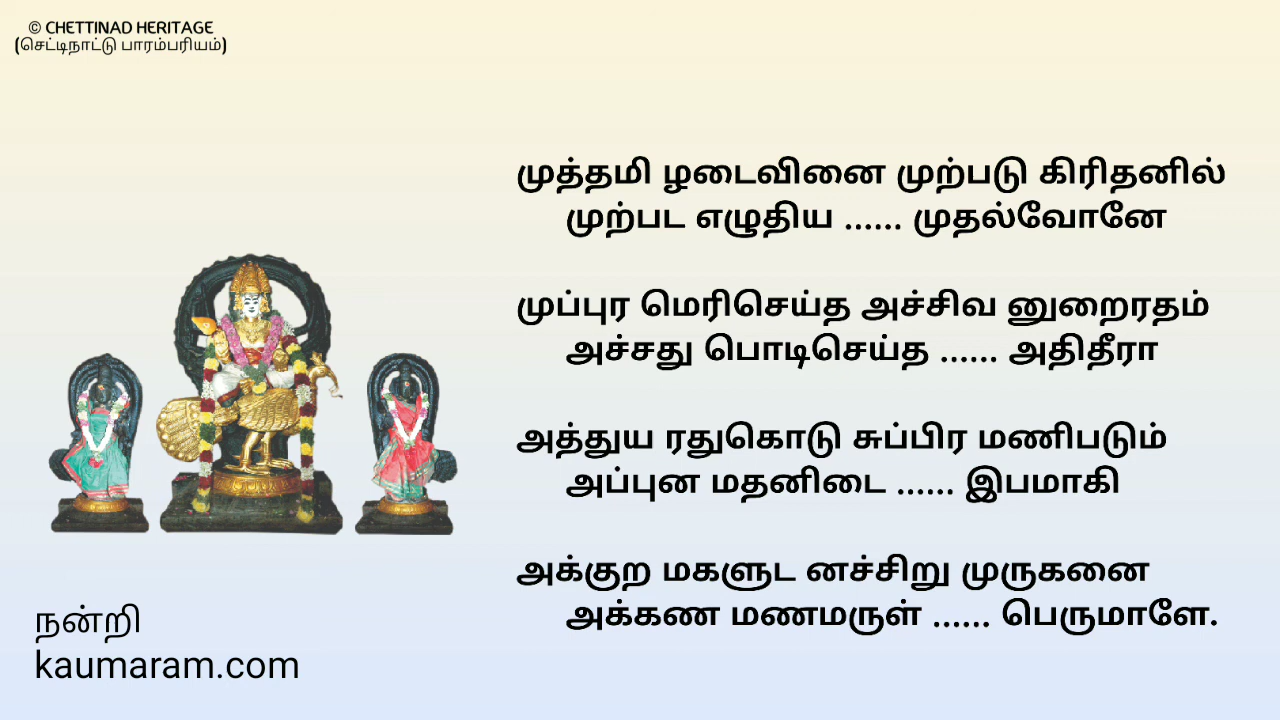 © CHETTINAD HERITAGE
(செட்டிநாட்டு பாரம்பரியம்)
முத்தமி ழடைவினை முற்படு கிரிதனில்
முற்பட எழுதிய ...... முதல்வோனே
முப்புர மெரிசெய்த அச்சிவ னுறைரதம்
அச்சது பொடிசெய்த ...... அதிதீரா
அத்துய ரதுகொடு சுப்பிர மணிபடும்
அப்புன மதனிடை ...... இபமாகி
அக்குற மகளுட னச்சிறு முருகனை
அக்கண மணமருள் ...... பெருமாளே.
நன்றி
kaumaram.com